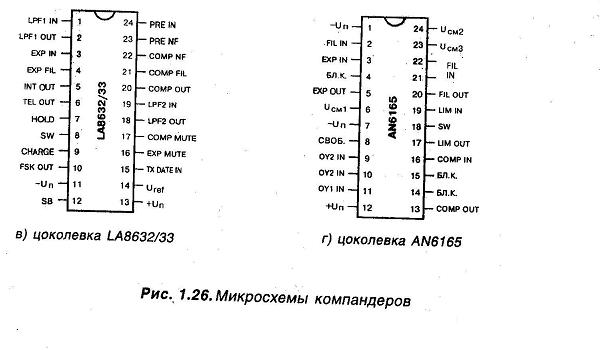 LPF1 IN 1 24 PRE IN
LPF1 OUT 2 23 PRE NF
EXP IN 3 22 COMP NF
EXP FIL 4 21 COMP FIL
INT OUT 5 20 COMP OUT
TEL OUT 6 19 LPF2 IN
HOLD 7 18 LPF2 OUT
SW 8 17 COMP MUTE
CHARGE 9 16 EXP MUTE
FSK OUT 10 15 TX DATE IN
–Uп 11 14 Uref
SB 12 13 +Uп
LA8632/33
в) цоколевка LA8632/33
–Uп 1 24 Uсм2
FIL IN 2 23 Uсм3
EXP IN 3 22 FIL
БЛ.К. 4 21 IN
EXP OUT 5 20 FIL OUT
Uсм1 6 19 LIM IN
–Uп 7 18 SW
СВОБ. 8 17 LIM OUT
ОУ2 IN 9 16 COMP IN
ОУ2 IN 10 15 БЛ.К.
ОУ1 IN 11 14 БЛ.К.
+Uп 12 13 COMP OUT
AN6165
г) цоколевка AN6165
Рис. 1.26. Микросхемы компандеров